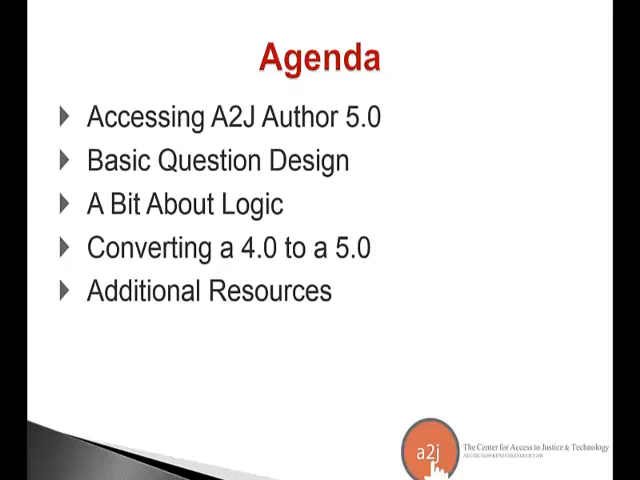 Agenda
Accessing A2J Author 5.0
Basic Question Design
A Bit About Logic
Converting a 4.0 to a 5.0
Additional Resources
a2j
The Center for Access to Justice & Technology